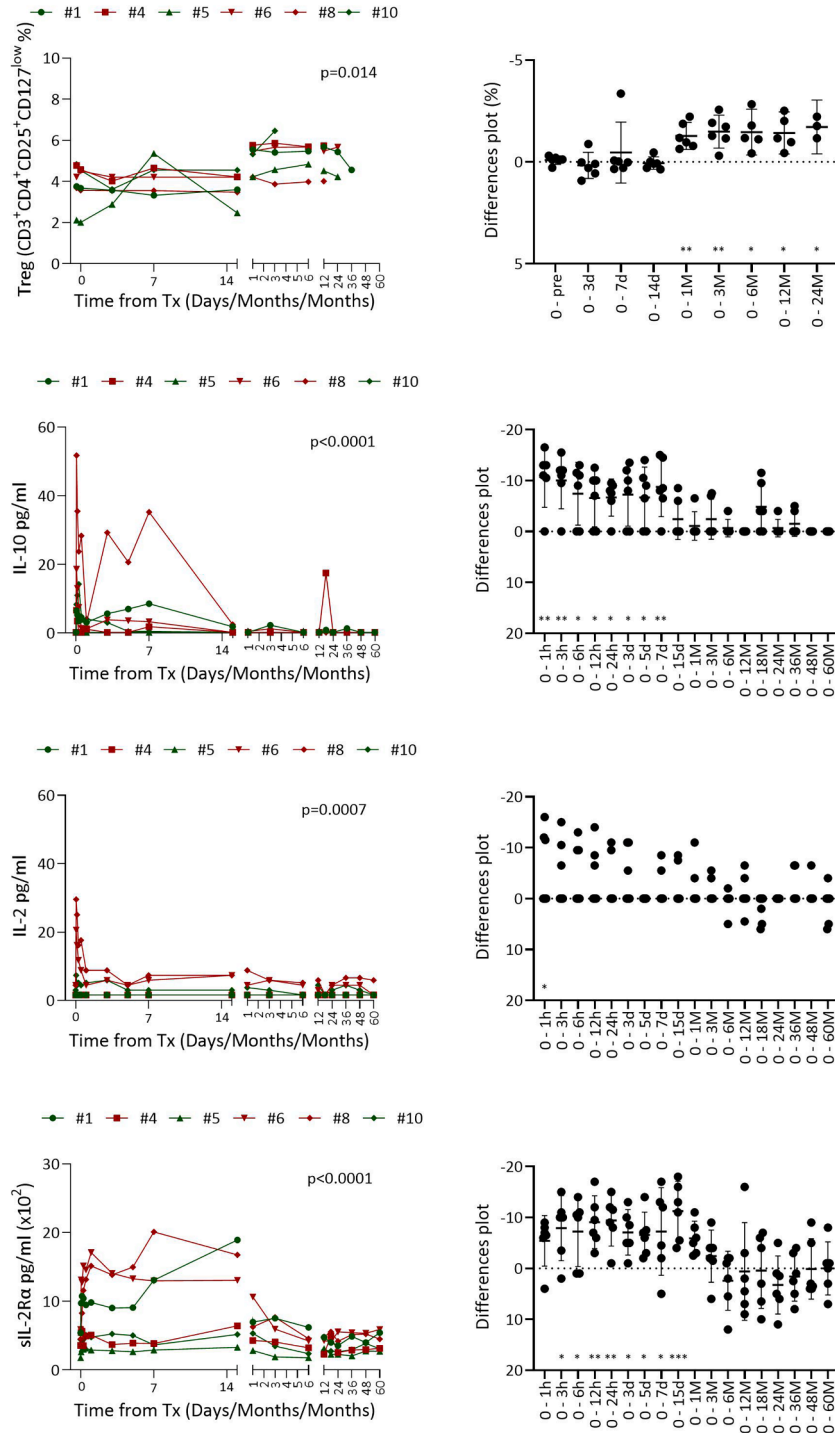 #1 #4 #5 #6 #8 #10
Treg (CD3+CD4+CD25+CD127low %)
10
8
6
4
2
0
p=0.014
0 7 14 1 2 3 4 5 6 12 24 36 48 60
Time from Tx (Days/Months/Months)
Differences plot (%)
-5
0
5
** ** * * *
0 - pre
0 - 3d
0 - 7d
0 - 14d
0 - 1M
0 - 3M
0 - 6M
0 - 12M
0 - 24M
#1 #4 #5 #6 #8 #10
IL-10 pg/ml
60
40
20
0
p<0.0001
0 7 14 1 2 3 4 5 6 12 24 36 48 60
Time from Tx (Days/Months/Months)
Differences plot
-20
-10
0
10
20
** ** * * * * * **
0 - 1h
0 - 3h
0 - 6h
0 - 12h
0 - 24h
0 - 3d
0 - 5d
0 - 7d
0 - 15d
0 - 1M
0 - 3M
0 - 6M
0 - 12M
0 - 18M
0 - 24M
0 - 36M
0 - 48M
0 - 60M
#1 #4 #5 #6 #8 #10
IL-2 pg/ml
60
40
20
0
p=0.0007
0 7 14 1 2 3 4 5 6 12 24 36 48 60
Time from Tx (Days/Months/Months)
Differences plot
-20
-10
0
10
20
*
0 - 1h
0 - 3h
0 - 6h
0 - 12h
0 - 24h
0 - 3d
0 - 5d
0 - 7d
0 - 15d
0 - 1M
0 - 3M
0 - 6M
0 - 12M
0 - 18M
0 - 24M
0 - 36M
0 - 48M
0 - 60M
#1 #4 #5 #6 #8 #10
sIL-2Rα pg/ml (x10²)
30
20
10
0
p<0.0001
0 7 14 1 2 3 4 5 6 12 24 36 48 60
Time from Tx (Days/Months/Months)
Differences plot
-20
-10
0
10
20
* * ** ** * * * ***
0 - 1h
0 - 3h
0 - 6h
0 - 12h
0 - 24h
0 - 3d
0 - 5d
0 - 7d
0 - 15d
0 - 1M
0 - 3M
0 - 6M
0 - 12M
0 - 18M
0 - 24M
0 - 36M
0 - 48M
0 - 60M